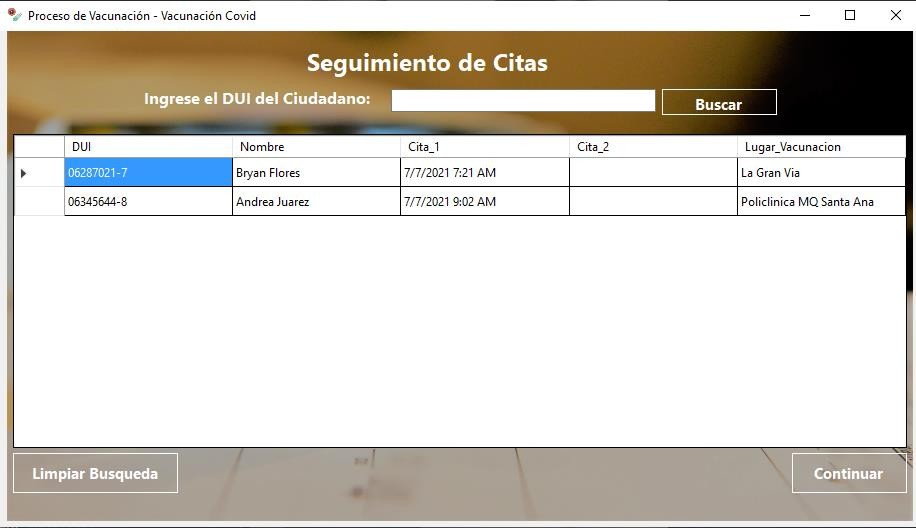 Proceso de Vacunación - Vacunación Covid
Seguimiento de Citas
Ingrese el DUI del Ciudadano: Buscar
DUI Nombre Cita_1 Cita_2 Lugar_Vacunacion
06287021-7 Bryan Flores 7/7/2021 7:21 AM La Gran Via
06345644-8 Andrea Juarez 7/7/2021 9:02 AM Policlinica MQ Santa Ana
Limpiar Busqueda Continuar